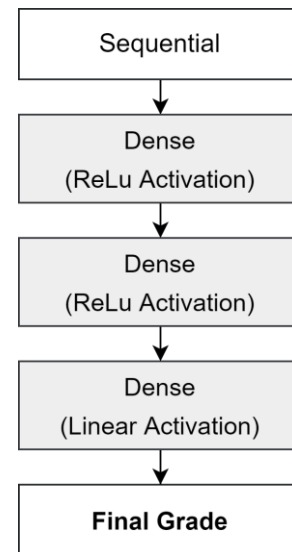 Sequential
Dense
(ReLu Activation)
Dense
(ReLu Activation)
Dense
(Linear Activation)
Final Grade